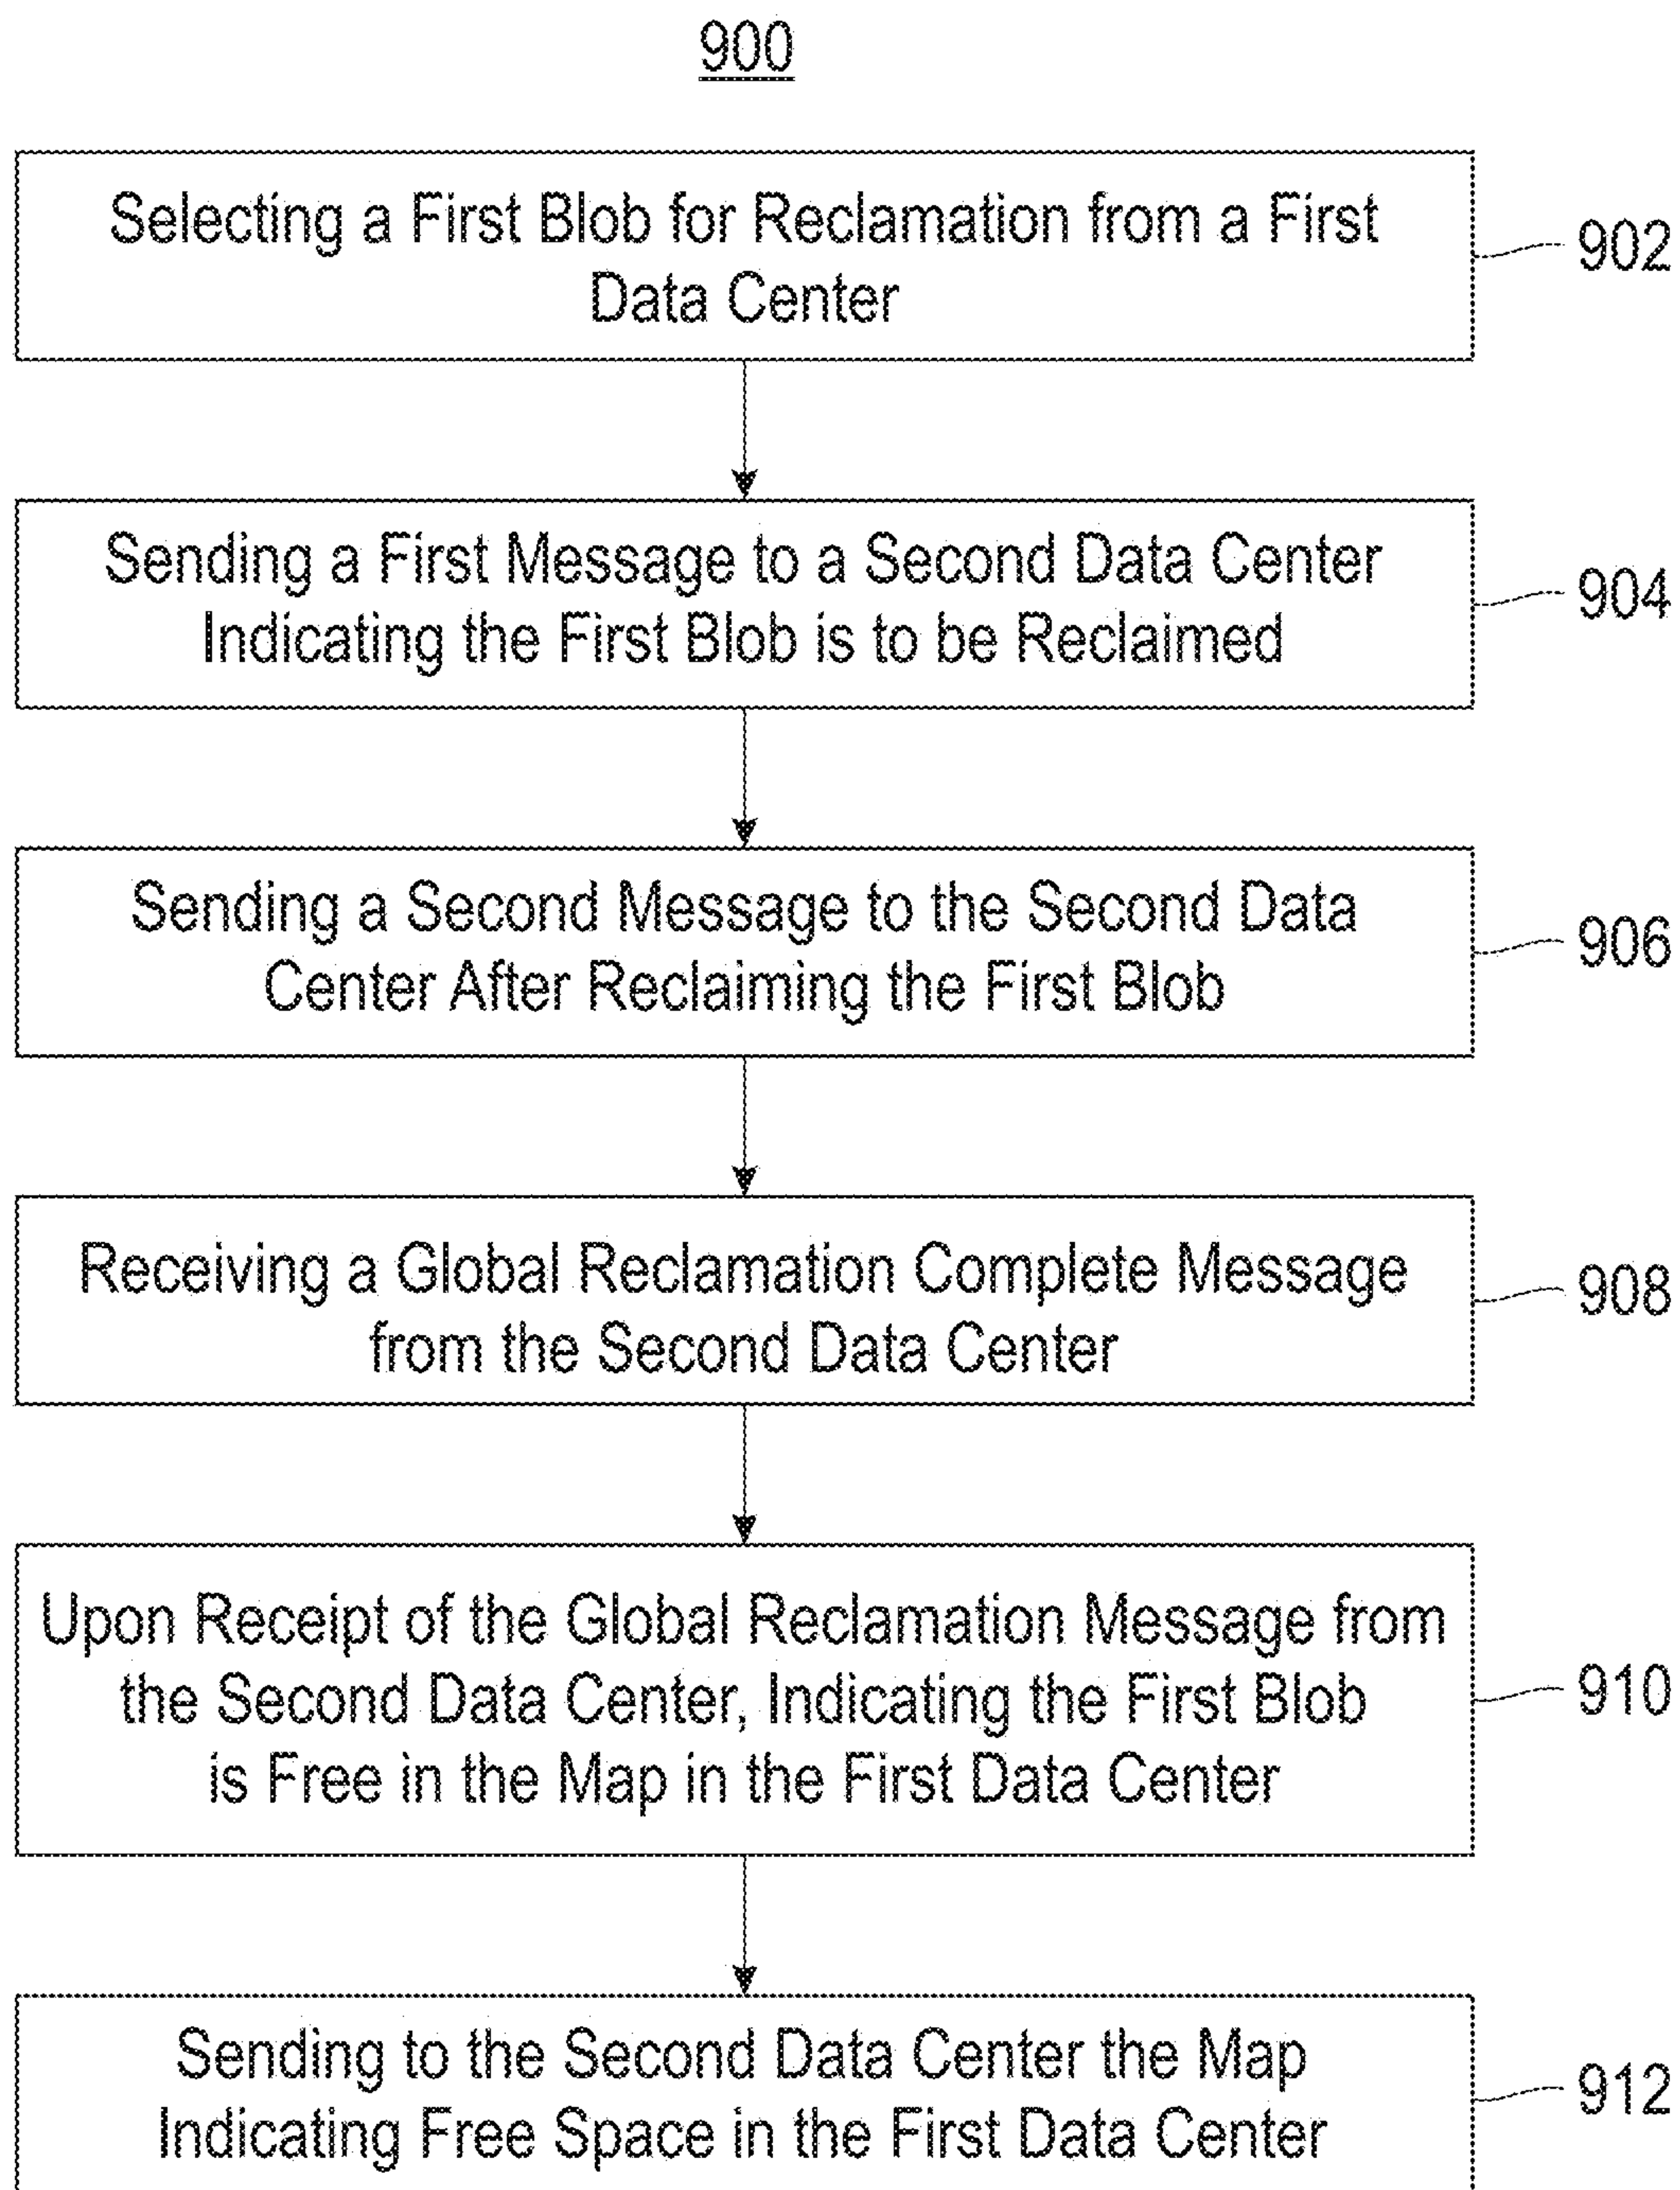 900
Selecting a First Blob for Reclamation from a First
Data Center
902
Sending a First Message to a Second Data Center
Indicating the First Blob is to be Reclaimed
904
Sending a Second Message to the Second Data
Center After Reclaiming the First Blob
906
Receiving a Global Reclamation Complete Message
from the Second Data Center
908
Upon Receipt of the Global Reclamation Message from
the Second Data Center, Indicating the First Blob
is Free in the Map in the First Data Center
910
Sending to the Second Data Center the Map
Indicating Free Space in the First Data Center
912